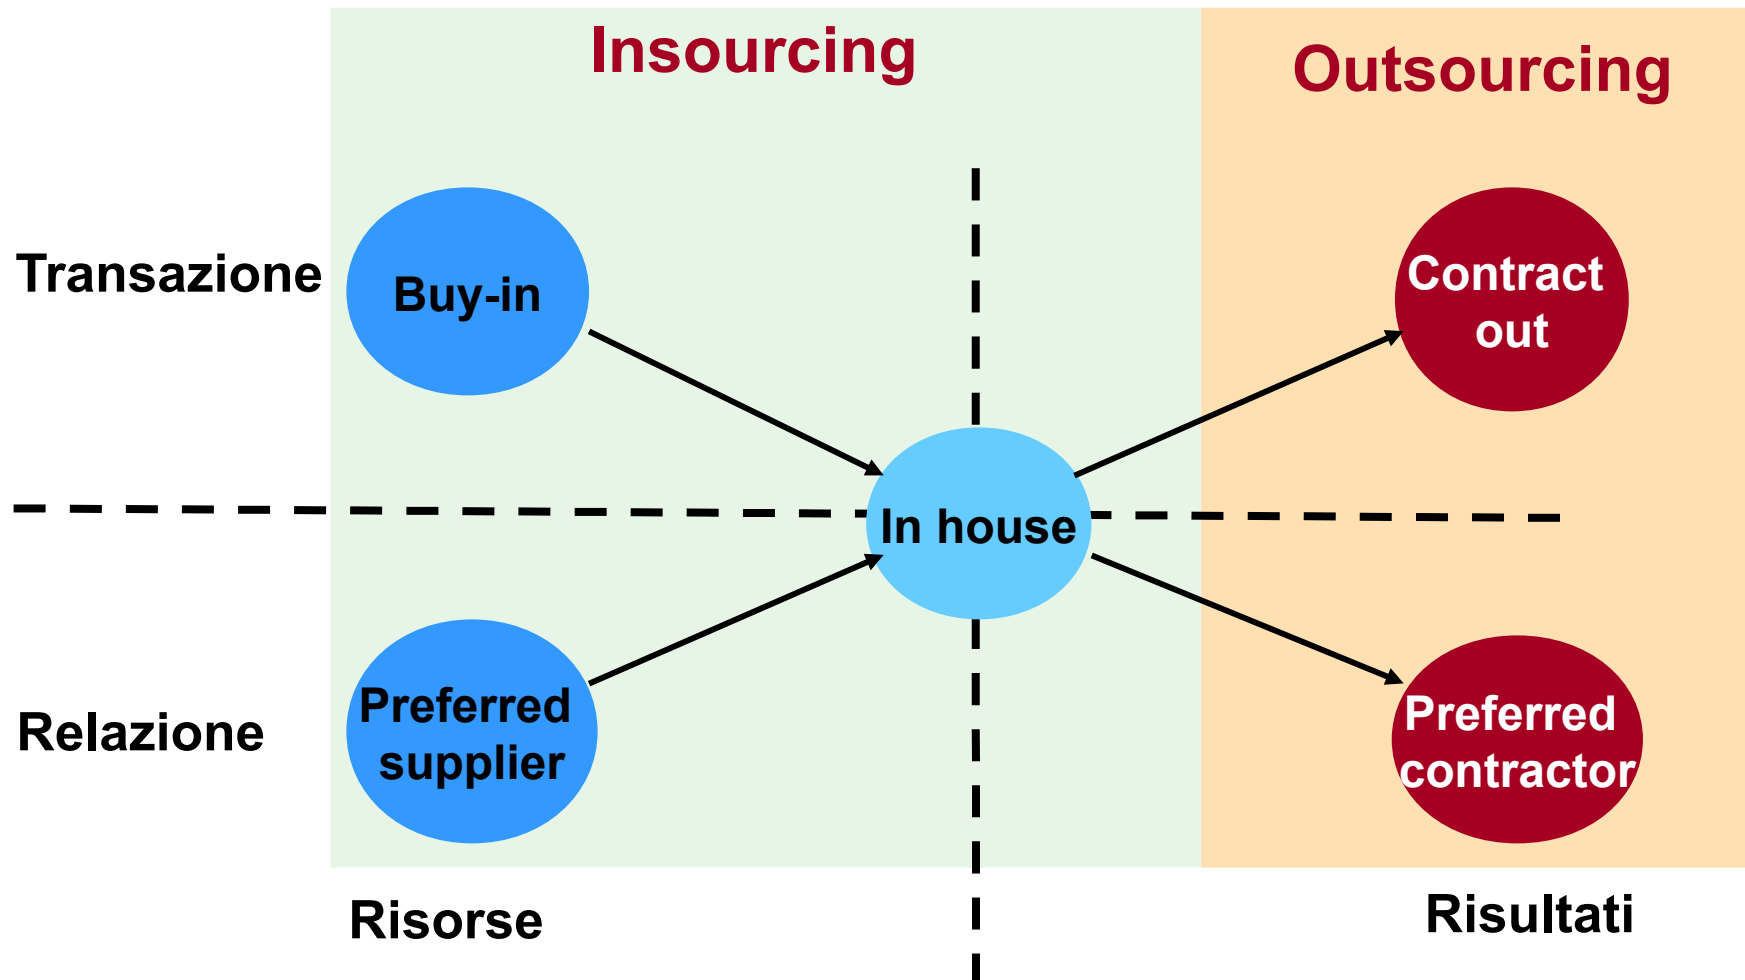 Insourcing
Outsourcing
Transazione
Buy-in
Contract
out
In house
Relazione
Preferred
supplier
Preferred
contractor
Risorse
Risultati